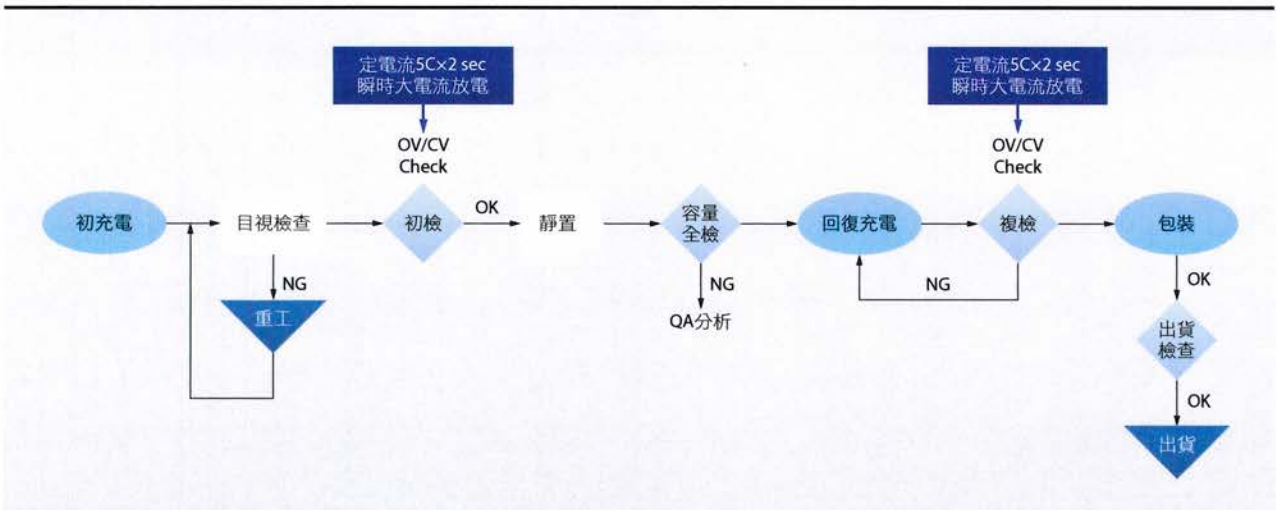 定電流5C×2 sec
瞬時大電流放電
OV/CV
Check
定電流5C×2 sec
瞬時大電流放電
OV/CV
Check
初充電
目視檢查
初檢
OK
靜置
容量
全檢
回復充電
複檢
包裝
NG
重工
NG
QA分析
NG
OK
出貨
檢查
OK
出貨